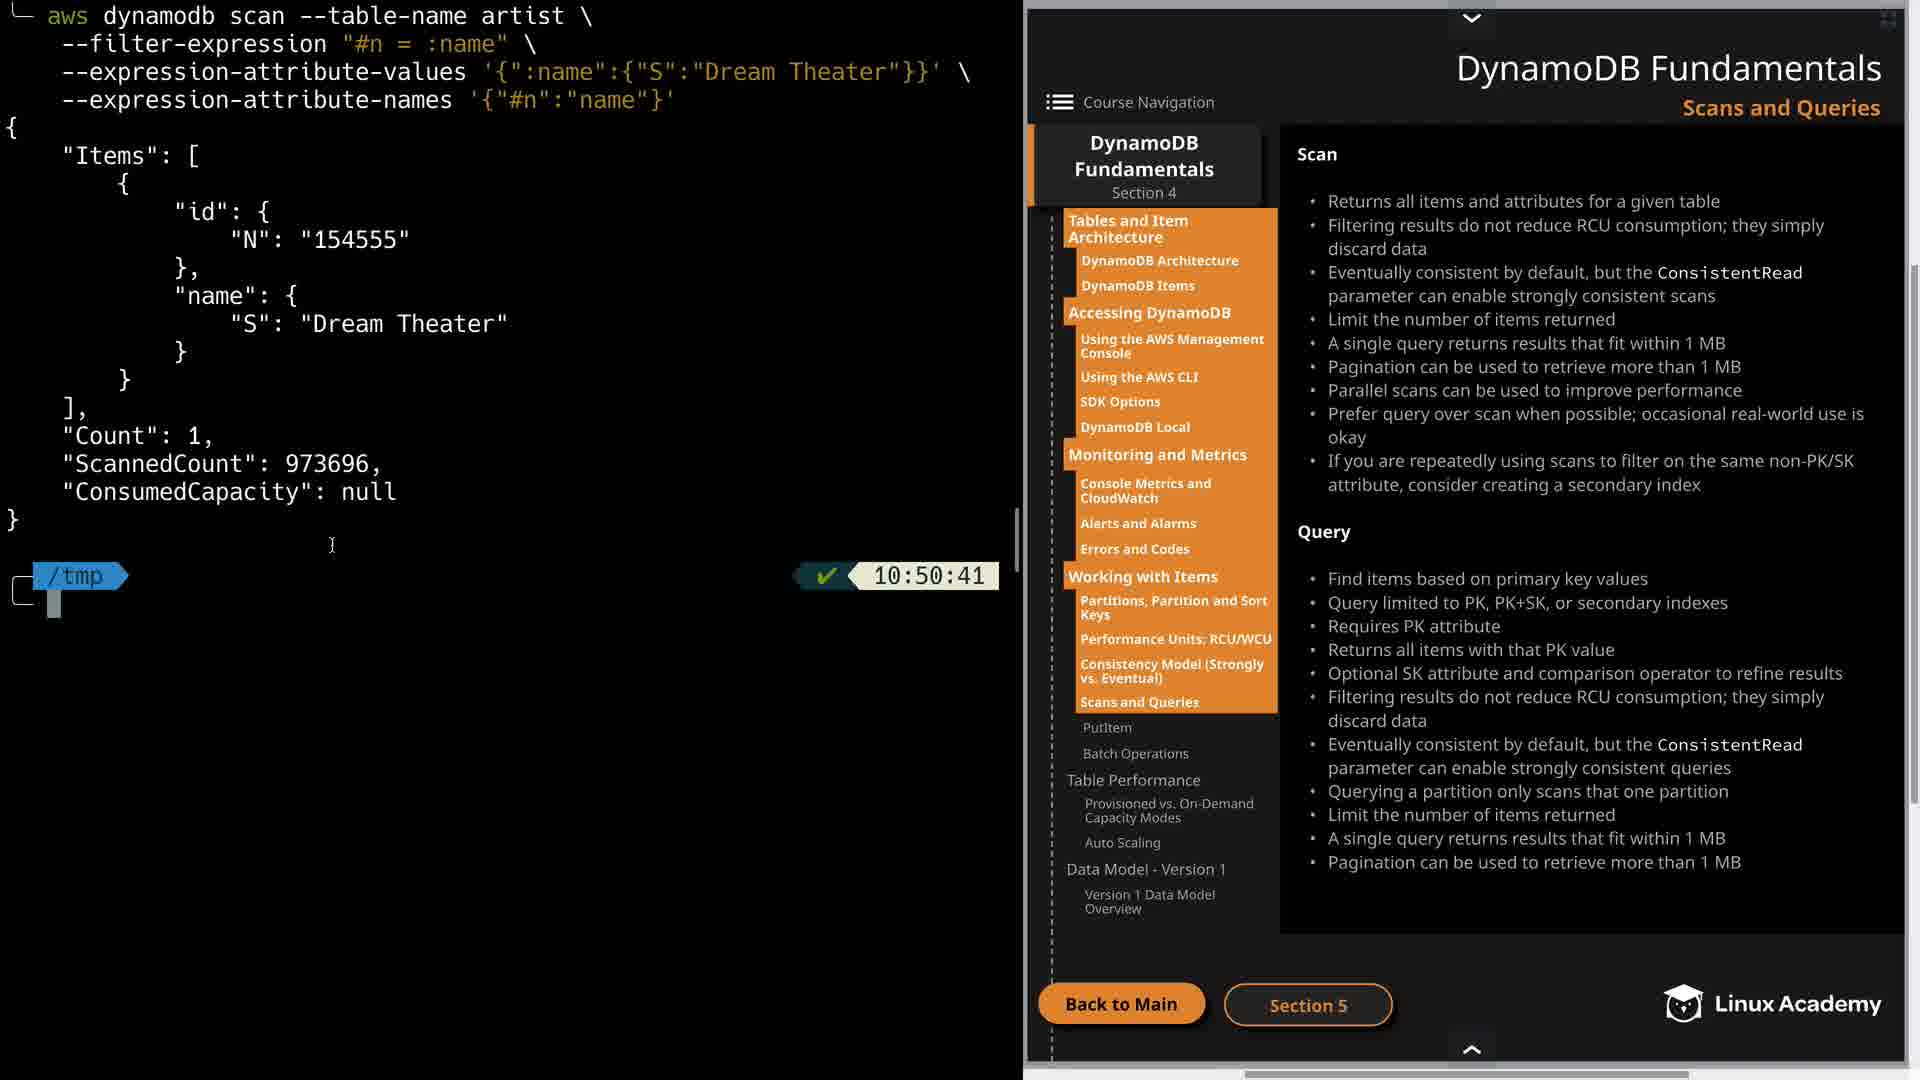 aws dynamodb scan --table-name artist \
--filter-expression "#n = :name" \
--expression-attribute-values '{":name":{"S":"Dream Theater"}}' \
--expression-attribute-names '{"#n":"name"}'
{
"Items": [
{
"id": {
"N": "154555"
},
"name": {
"S": "Dream Theater"
}
}
],
"Count": 1,
"ScannedCount": 973696,
"ConsumedCapacity": null
}
/tmp
✔ 10:50:41
DynamoDB Fundamentals
Scans and Queries
Course Navigation
DynamoDB
Fundamentals
Section 4
Tables and Item
Architecture
DynamoDB Architecture
DynamoDB Items
Accessing DynamoDB
Using the AWS Management
Console
Using the AWS CLI
SDK Options
DynamoDB Local
Monitoring and Metrics
Console Metrics and
CloudWatch
Alerts and Alarms
Errors and Codes
Working with Items
Partitions, Partition and Sort
Keys
Performance Units: RCU/WCU
Consistency Model (Strongly
vs. Eventual)
Scans and Queries
PutItem
Batch Operations
Table Performance
Provisioned vs. On-Demand
Capacity Modes
Auto Scaling
Data Model - Version 1
Version 1 Data Model
Overview
Scan
• Returns all items and attributes for a given table
• Filtering results do not reduce RCU consumption; they simply
discard data
• Eventually consistent by default, but the ConsistentRead
parameter can enable strongly consistent scans
• Limit the number of items returned
• A single query returns results that fit within 1 MB
• Pagination can be used to retrieve more than 1 MB
• Parallel scans can be used to improve performance
• Prefer query over scan when possible; occasional real-world use is
okay
• If you are repeatedly using scans to filter on the same non-PK/SK
attribute, consider creating a secondary index
Query
• Find items based on primary key values
• Query limited to PK, PK+SK, or secondary indexes
• Requires PK attribute
• Returns all items with that PK value
• Optional SK attribute and comparison operator to refine results
• Filtering results do not reduce RCU consumption; they simply
discard data
• Eventually consistent by default, but the ConsistentRead
parameter can enable strongly consistent queries
• Querying a partition only scans that one partition
• Limit the number of items returned
• A single query returns results that fit within 1 MB
• Pagination can be used to retrieve more than 1 MB
Back to Main
Section 5
Linux Academy